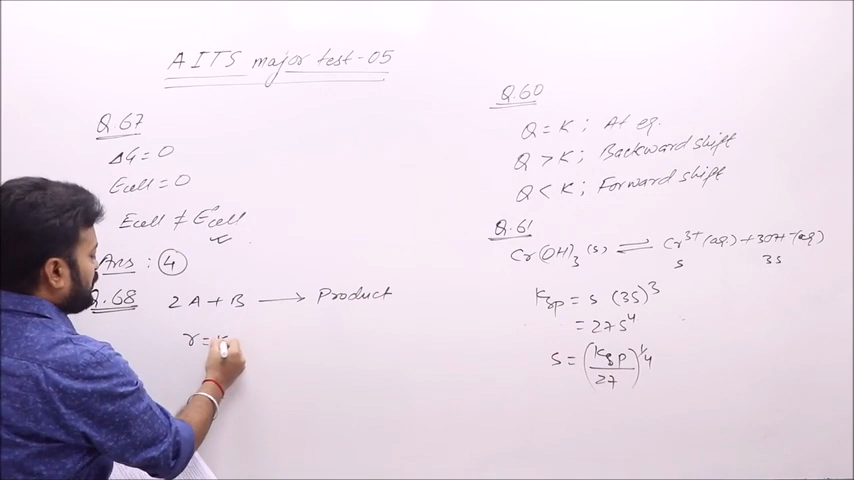 AITS major test-05
Q.67
ΔG = 0
Ecell = 0
Ecell ≠ E°cell
Ans : 4
Q.68 2A + B ⟶ Product
r =
Q.60
Q = K ; At eq.
Q > K ; Backward shift
Q < K ; Forward shift
Q.61
Cr(OH)₃ (s) ⇌ Cr³⁺ (aq.) + 3OH⁻ (aq)
s 3s
Ksp = s (3s)³
= 27s⁴
s = (Ksp/27)^1/4